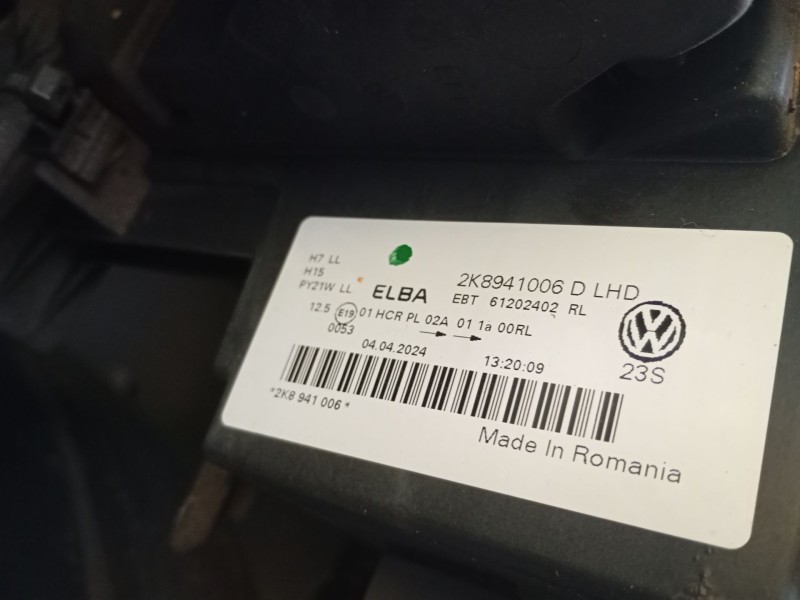 H7 LL
H15
PY21W LL
ELBA
2K8941006 D LHD
EBT 61202402 RL
12.5 E19 01 HCR PL 02A 01 1a 00RL
0053
04.04.2024 13:20:09
VW
23S
*2K8 941 006*
Made In Romania